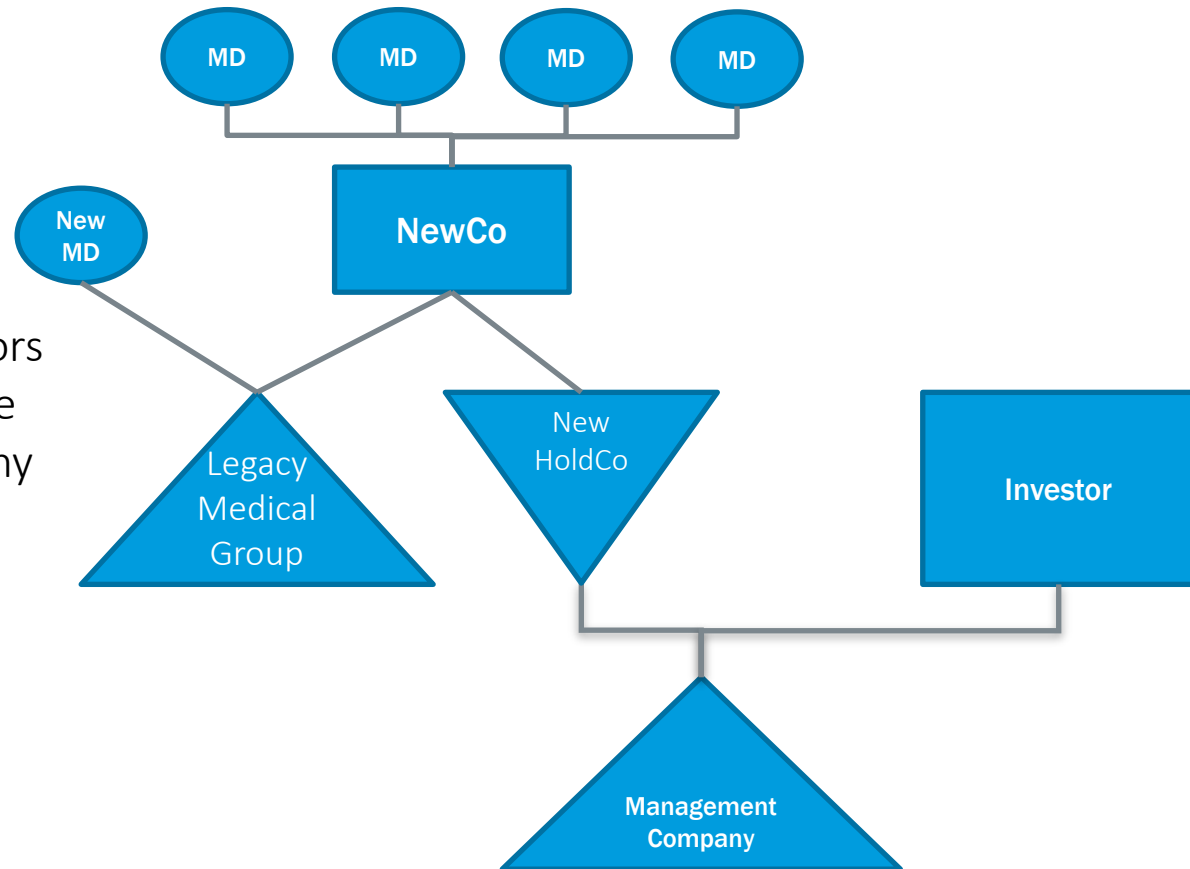 MD
MD
MD
MD
NewCo
New
MD
Legacy
Medical
Group
New
HoldCo
Investor
Management
Company